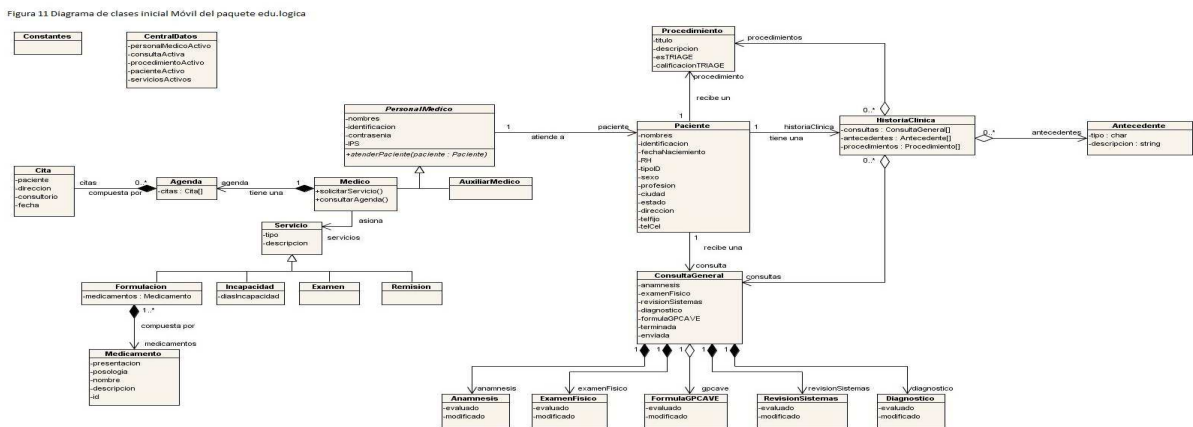 Figura 11 Diagrama de clases inicial Móvil del paquete edu.logica
Constantes
CentralDatos
-personalMedicoActivo
-consultaActiva
-procedimientoActivo
-pacienteActivo
-serviciosActivos
Procedimiento
-titulo
-descripcion
-esTRIAGE
-calificacionTRIAGE
procedimientos
procedimiento
recibe un
PersonalMedico
-nombres
-identificacion
-contrasenia
-IPS
+atenderPaciente(paciente : Paciente)
1
atiende a
paciente
Paciente
-nombres
-identificacion
-fechaNaciemiento
-RH
-tipoID
-sexo
-profesion
-ciudad
-estado
-direccion
-telfijo
-telCel
1
historiaClinica
tiene una
0..*
HistoriaClinica
-consultas : ConsultaGeneral[]
-antecedentes : Antecedente[]
-procedimientos : Procedimiento[]
0..*
0..*
antecedentes
Antecedente
-tipo : char
-descripcion : string
Cita
-paciente
-direccion
-consultorio
-fecha
citas
0..*
compuesta por
Agenda
-citas : Cita[]
agenda
1
tiene una
Medico
+solicitarServicio()
+consultarAgenda()
AuxiliarMedico
asigna
servicios
Servicio
-tipo
-descripcion
1
recibe una
consulta
Formulacion
-medicamentos : Medicamento
Incapacidad
-diasIncapacidad
Examen
Remision
1..*
compuesta por
medicamentos
Medicamento
-presentacion
-posologia
-nombre
-descripcion
-id
ConsultaGeneral
-anamnesis
-examenFisico
-revisionSistemas
-diagnostico
-formulaGPCAVE
-terminada
-enviada
consultas
1
1
1
1
1
anamnesis
examenFisico
gpcave
revisionSistemas
diagnostico
Anamnesis
-evaluado
-modificado
ExamenFisico
-evaluado
-modificado
FormulaGPCAVE
-evaluado
-modificado
RevisionSistemas
-evaluado
-modificado
Diagnostico
-evaluado
-modificado